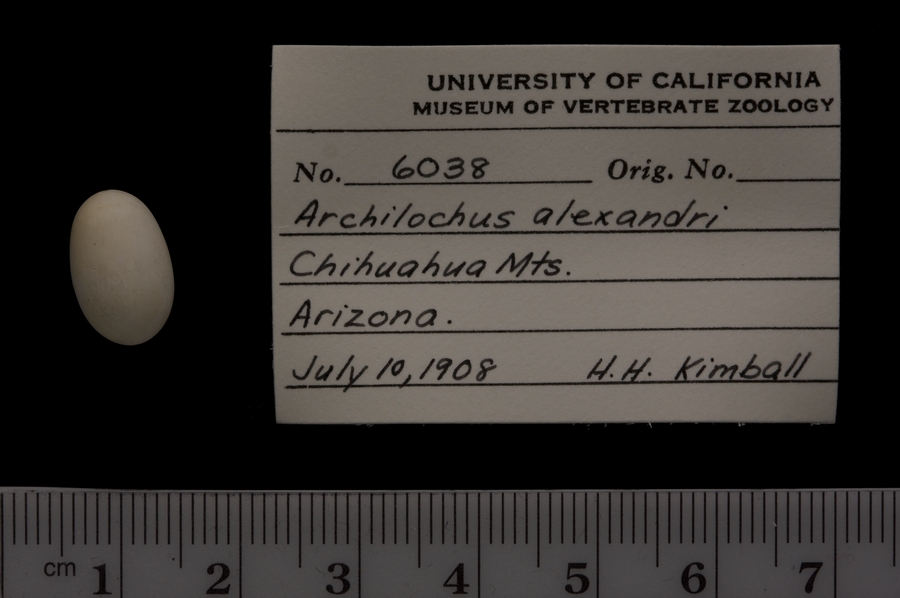 UNIVERSITY OF CALIFORNIA
MUSEUM OF VERTEBRATE ZOOLOGY
No. 6038 Orig. No.
Archilochus alexandri
Chihuahua Mts.
Arizona.
July 10, 1908 H.H. Kimball
cm 1 2 3 4 5 6 7